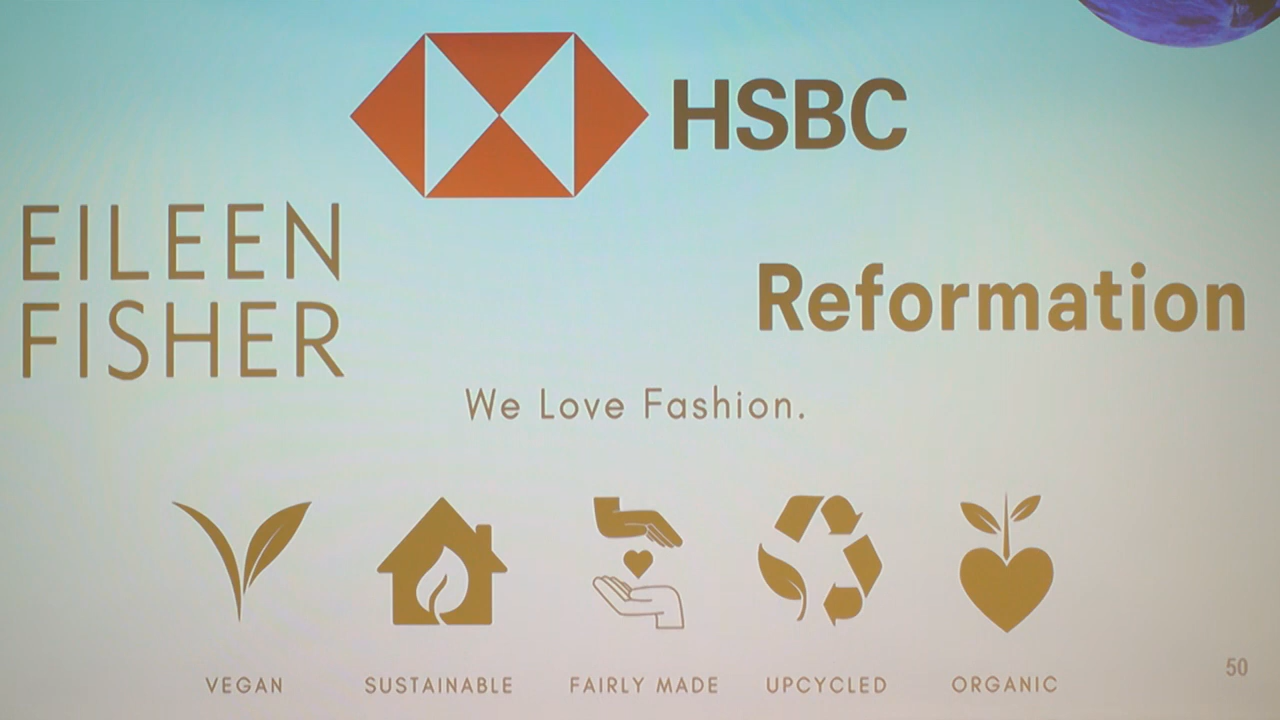 HSBC
EILEEN
FISHER
Reformation
We Love Fashion.
VEGAN
SUSTAINABLE
FAIRLY MADE
UPCYCLED
ORGANIC
50